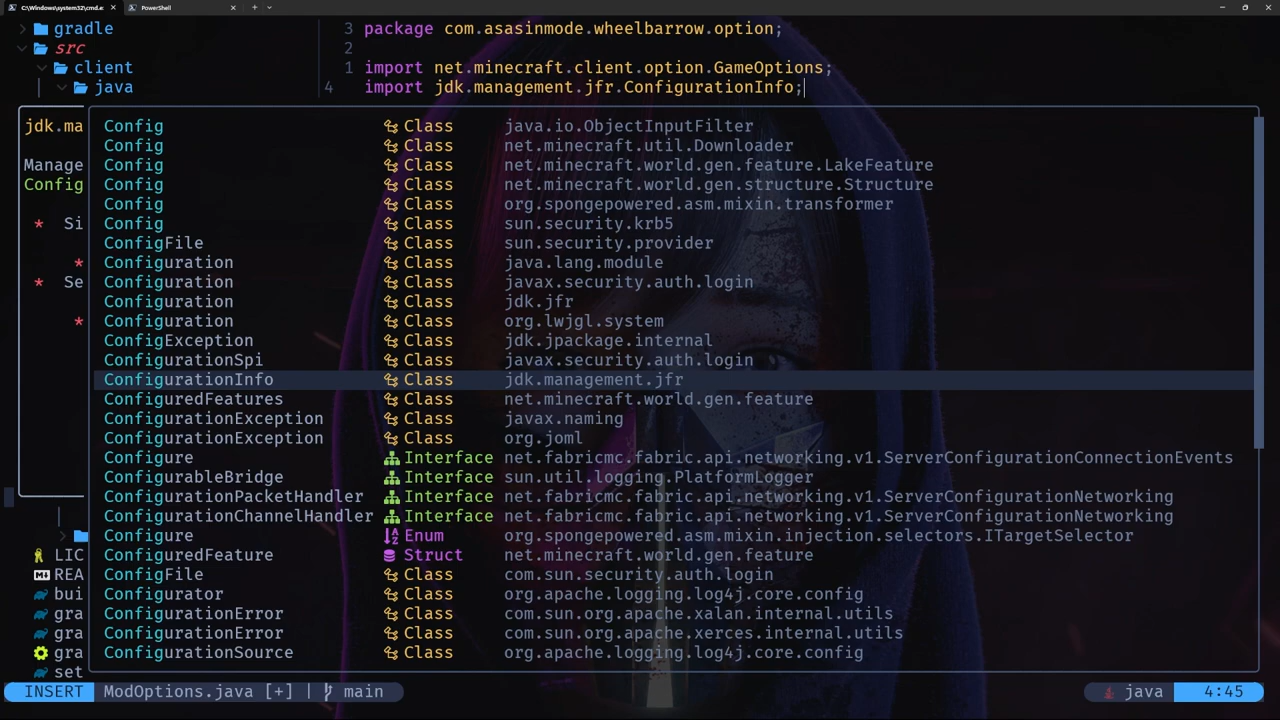 C:\Windows\system32\cmd.e:
PowerShell
gradle
src
client
java
3 package com.asasinmode.wheelbarrow.option;
2
1 import net.minecraft.client.option.GameOptions;
4 import jdk.management.jfr.ConfigurationInfo;
jdk.ma
Manage
Config
* Si
*
* Se
*
Config Class java.io.ObjectInputFilter
Config Class net.minecraft.util.Downloader
Config Class net.minecraft.world.gen.feature.LakeFeature
Config Class net.minecraft.world.gen.structure.Structure
Config Class org.spongepowered.asm.mixin.transformer
Config Class sun.security.krb5
ConfigFile Class sun.security.provider
Configuration Class java.lang.module
Configuration Class javax.security.auth.login
Configuration Class jdk.jfr
Configuration Class org.lwjgl.system
ConfigException Class jdk.jpackage.internal
ConfigurationSpi Class javax.security.auth.login
ConfigurationInfo Class jdk.management.jfr
ConfiguredFeatures Class net.minecraft.world.gen.feature
ConfigurationException Class javax.naming
ConfigurationException Class org.joml
Configure Interface net.fabricmc.fabric.api.networking.v1.ServerConfigurationConnectionEvents
ConfigurableBridge Interface sun.util.logging.PlatformLogger
ConfigurationPacketHandler Interface net.fabricmc.fabric.api.networking.v1.ServerConfigurationNetworking
ConfigurationChannelHandler Interface net.fabricmc.fabric.api.networking.v1.ServerConfigurationNetworking
Configure Enum org.spongepowered.asm.mixin.injection.selectors.ITargetSelector
ConfiguredFeature Struct net.minecraft.world.gen.feature
ConfigFile Class com.sun.security.auth.login
Configurator Class org.apache.logging.log4j.core.config
ConfigurationError Class com.sun.org.apache.xalan.internal.utils
ConfigurationError Class com.sun.org.apache.xerces.internal.utils
ConfigurationSource Class org.apache.logging.log4j.core.config
LIC
REA
bui
gra
gra
gra
set
INSERT ModOptions.java [+] | main java 4:45